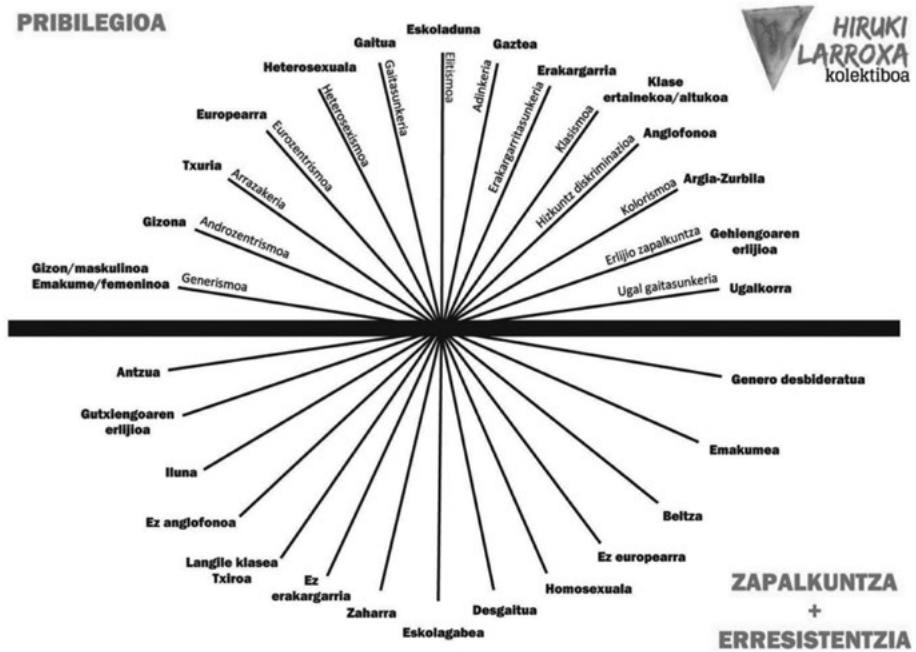 PRIBILEGIOA
HIRUKI
LARROXA
kolektiboa
Eskoladuna
Gaitua
Gaztea
Heterosexuala
Erakargarria
Klase
ertainekoa/altukoa
Europearra
Anglofonoa
Txuria
Argia-Zurbila
Gizona
Gehiengoaren
erlijioa
Gizon/maskulinoa
Emakume/femeninoa
Ugalkorra
Generismoa
Androzentrismoa
Arrazakeria
Eurozentrismoa
Heterosexismoa
Gaitasunkeria
Elitismoa
Adinkeria
Erakargarritasunkeria
Klasismoa
Hizkuntz diskriminazioa
Kolorismoa
Erlijio zapalkuntza
Ugal gaitasunkeria
Antzua
Genero desbideratua
Gutxiengoaren
erlijioa
Emakumea
Iluna
Beltza
Ez anglofonoa
Ez europearra
Langile klasea
Txiroa
Homosexuala
Ez
erakargarria
Desgaitua
Zaharra
Eskolagabea
ZAPALKUNTZA
+
ERRESISTENTZIA